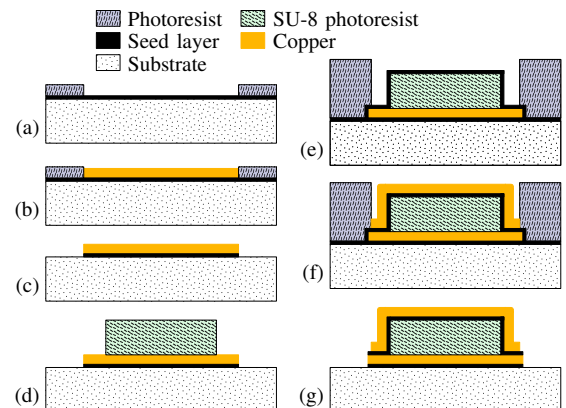 Photoresist SU-8 photoresist
Seed layer Copper
Substrate
(a)
(b)
(c)
(d)
(e)
(f)
(g)